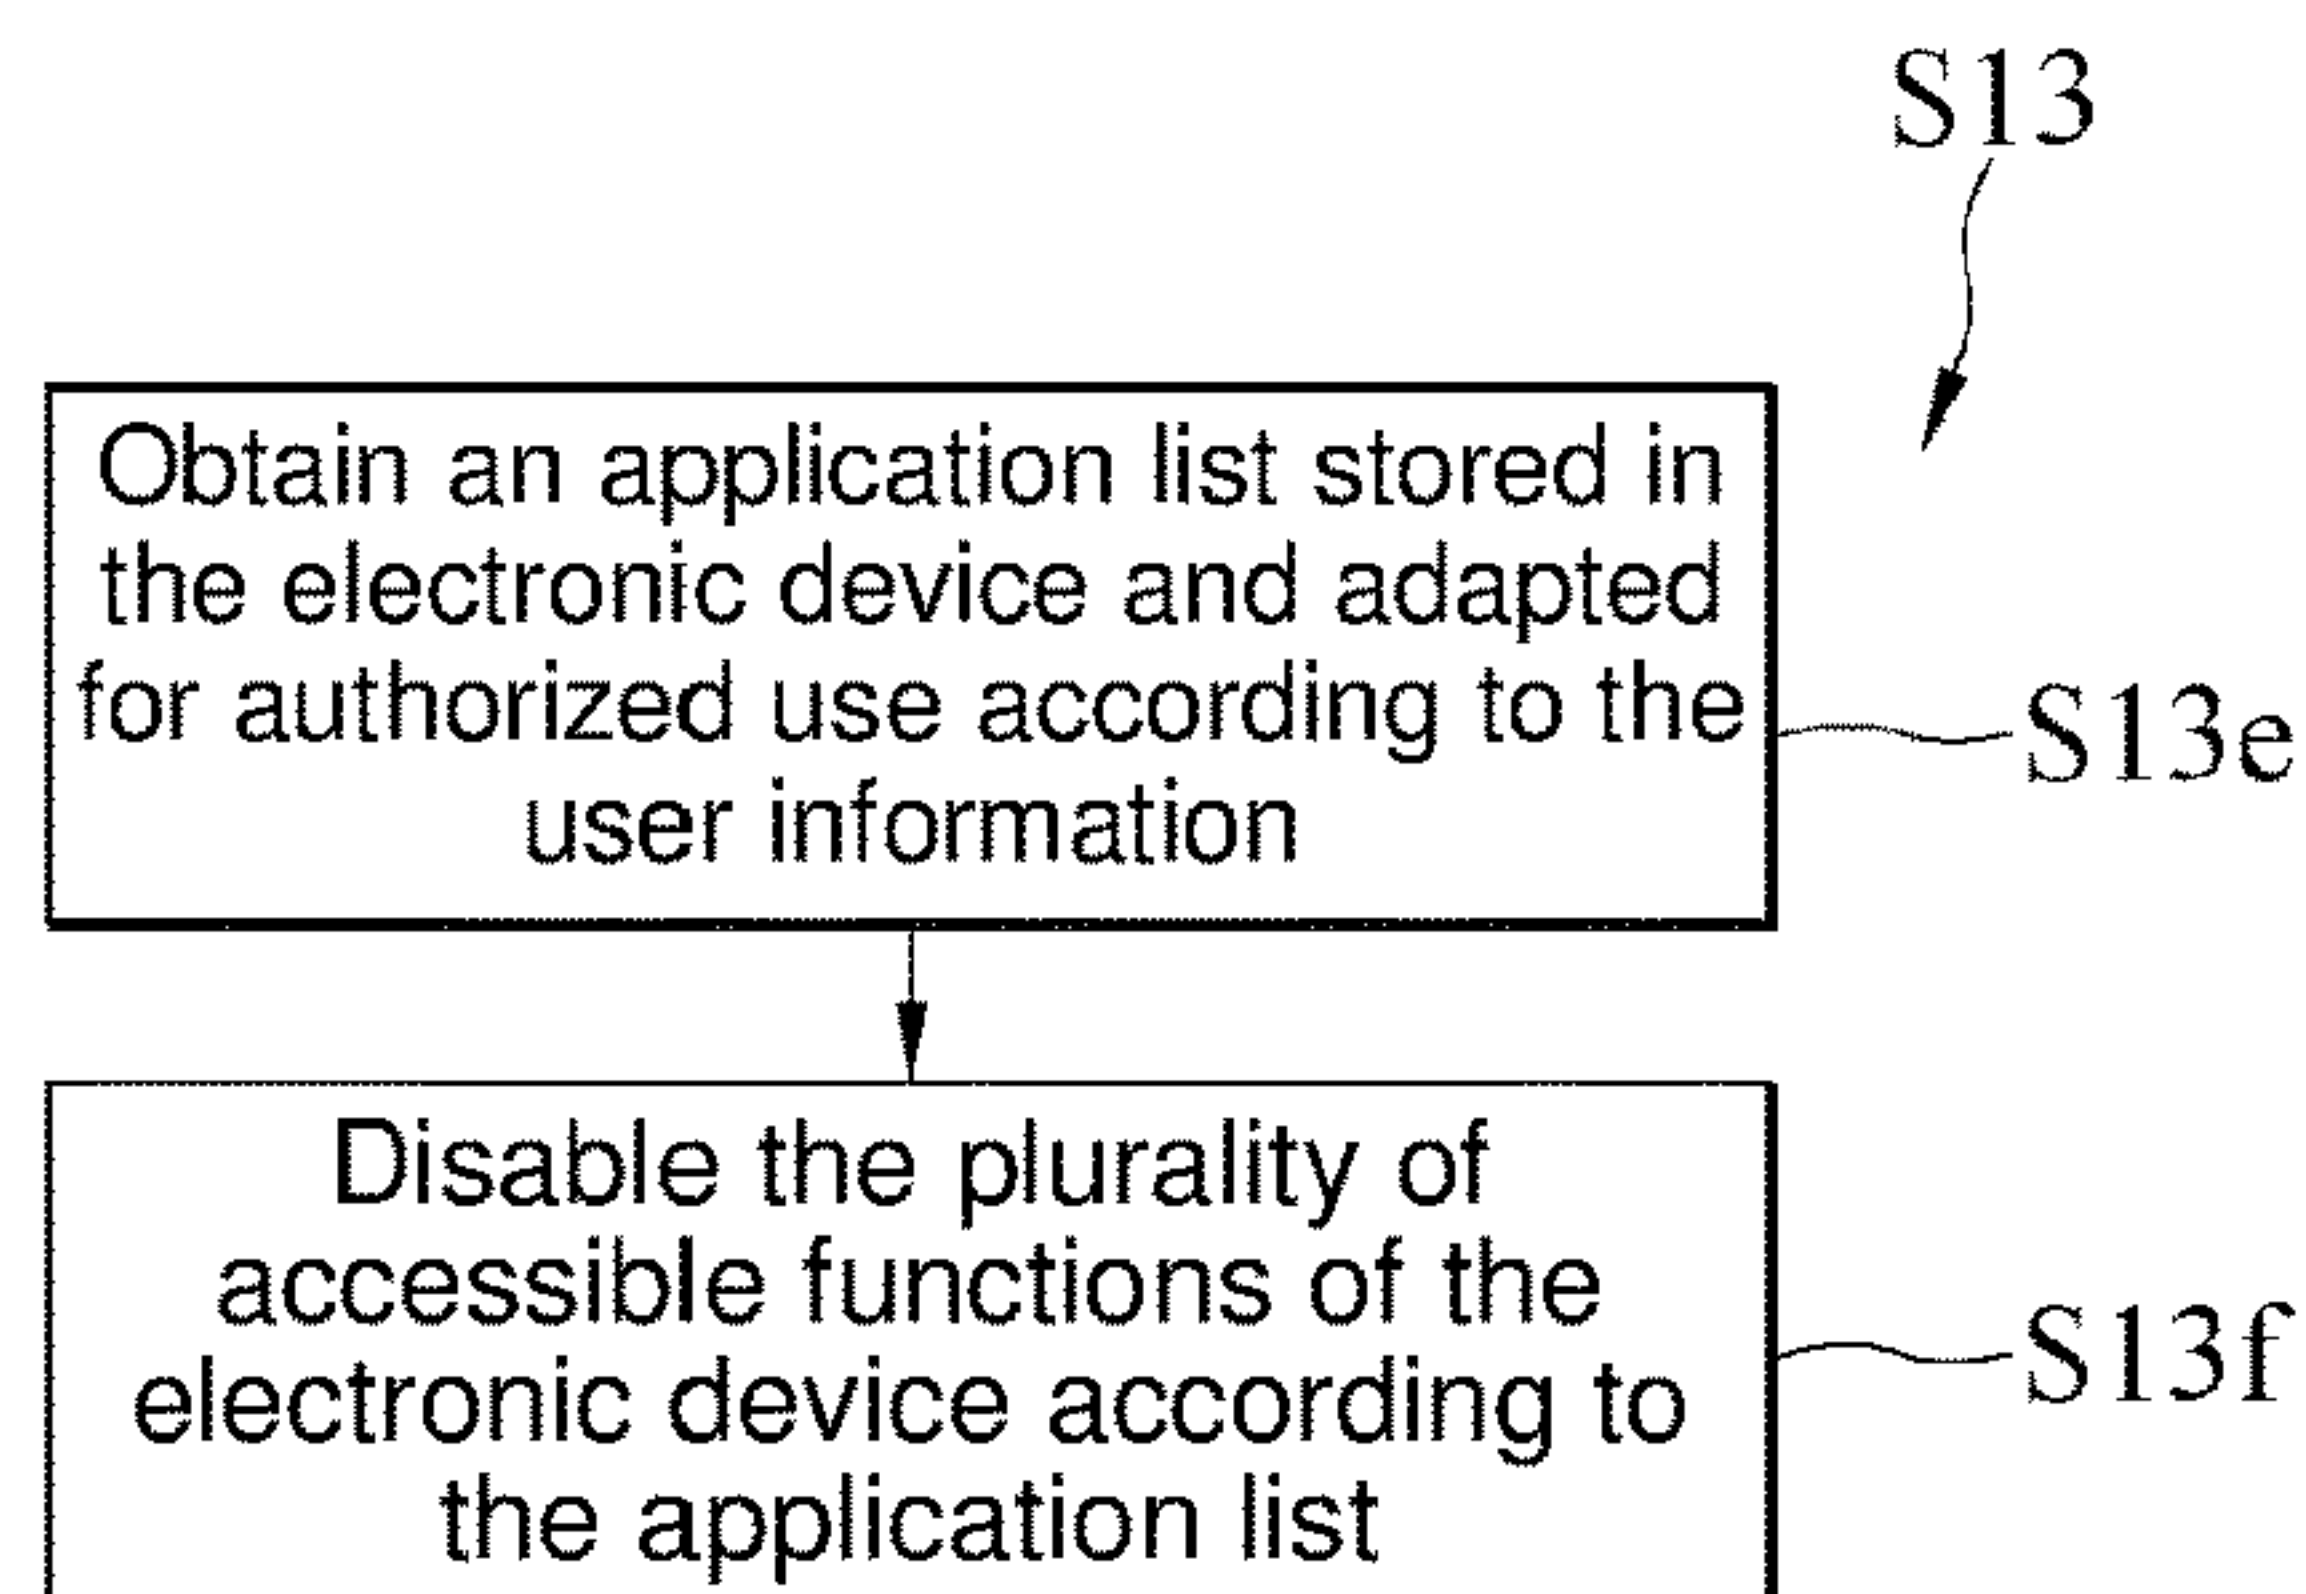 S13
Obtain an application list stored in
the electronic device and adapted
for authorized use according to the
user information
S13e
Disable the plurality of
accessible functions of the
electronic device according to
the application list
S13f